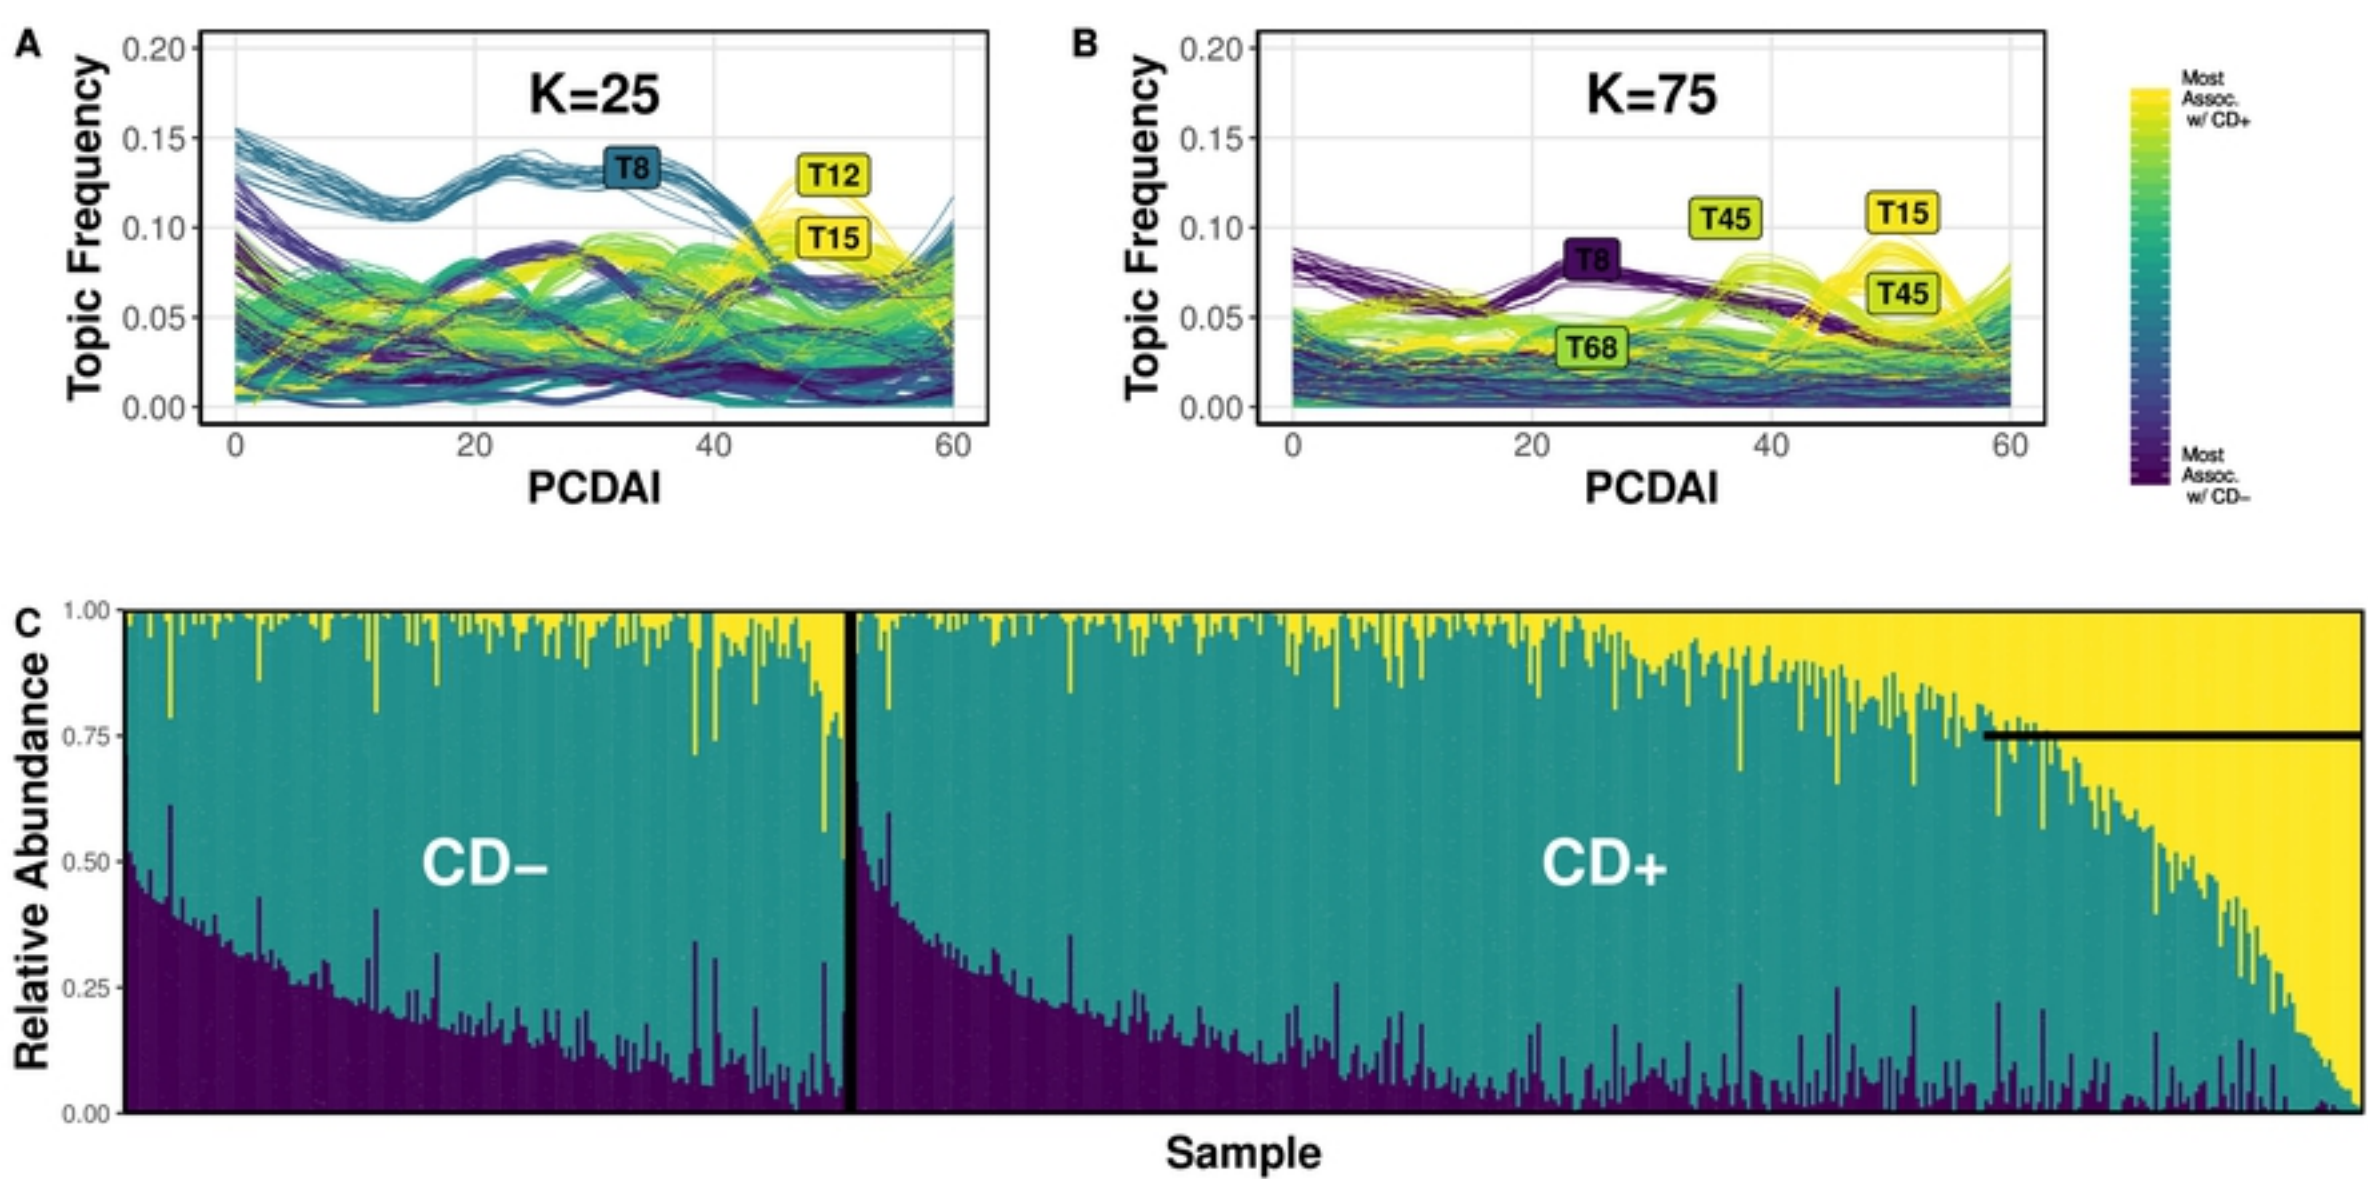 A
Topic Frequency
0.20
0.15
0.10
0.05
0.00
K=25
T8
T12
T15
0
20
40
60
PCDAI
B
Topic Frequency
0.20
0.15
0.10
0.05
0.00
K=75
T8
T45
T15
T45
T68
0
20
40
60
PCDAI
Most
Assoc.
w/ CD+
Most
Assoc.
w/ CD–
C
Relative Abundance
1.00
0.75
0.50
0.25
0.00
CD–
CD+
Sample